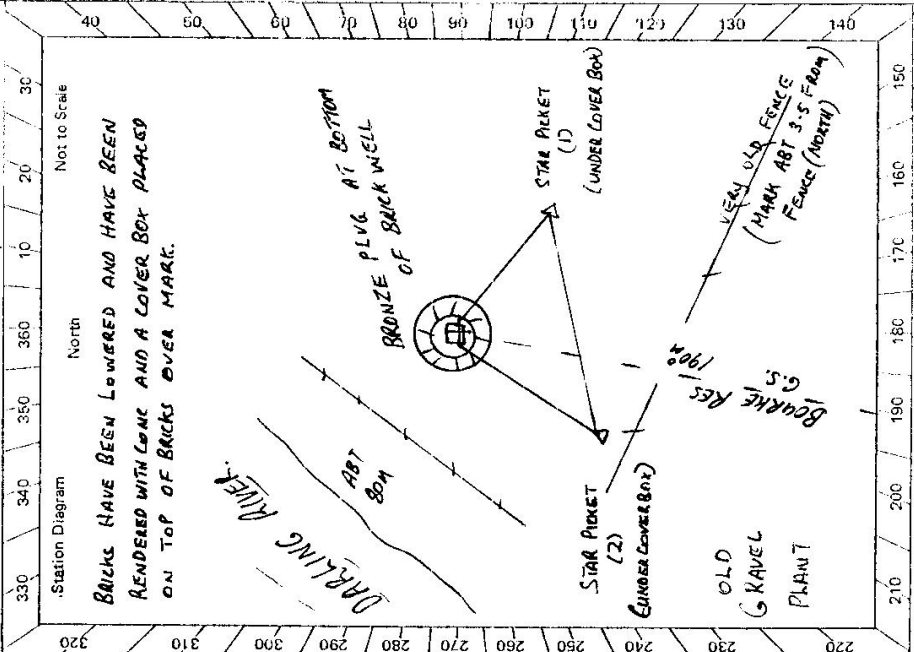 Station Diagram
North
Not to Scale
BRICKS HAVE BEEN LOWERED AND HAVE BEEN
RENDERED WITH CONC AND A COVER BOX PLACED
ON TOP OF BRICKS OVER MARK.
BRONZE PLUG AT BOTTOM
OF BRICK WELL
STAR PICKET
(1)
(UNDER COVER BOX)
DARLING RIVER
ABT
80M
VERY OLD FENCE
(MARK ABT 3.5 FROM
FENCE (NORTH))
190° M
BOURKE RES
G.S.
STAR PICKET
(2)
(UNDER COVER BOX)
OLD
GRAVEL
PLANT
330 340 350 360 10 20 30
40 50 60 70 80 90 100 110 120 130 140
150 160 170 180 190 200 210
220 230 240 250 260 270 280 290 300 310 320